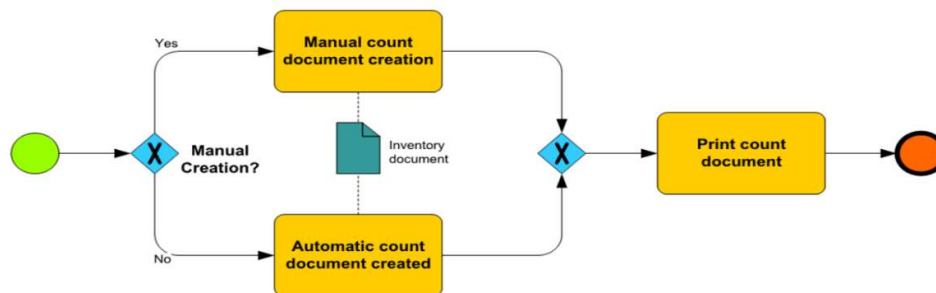 Yes
Manual count
document creation
Manual
Creation?
Inventory
document
Print count
document
No
Automatic count
document created